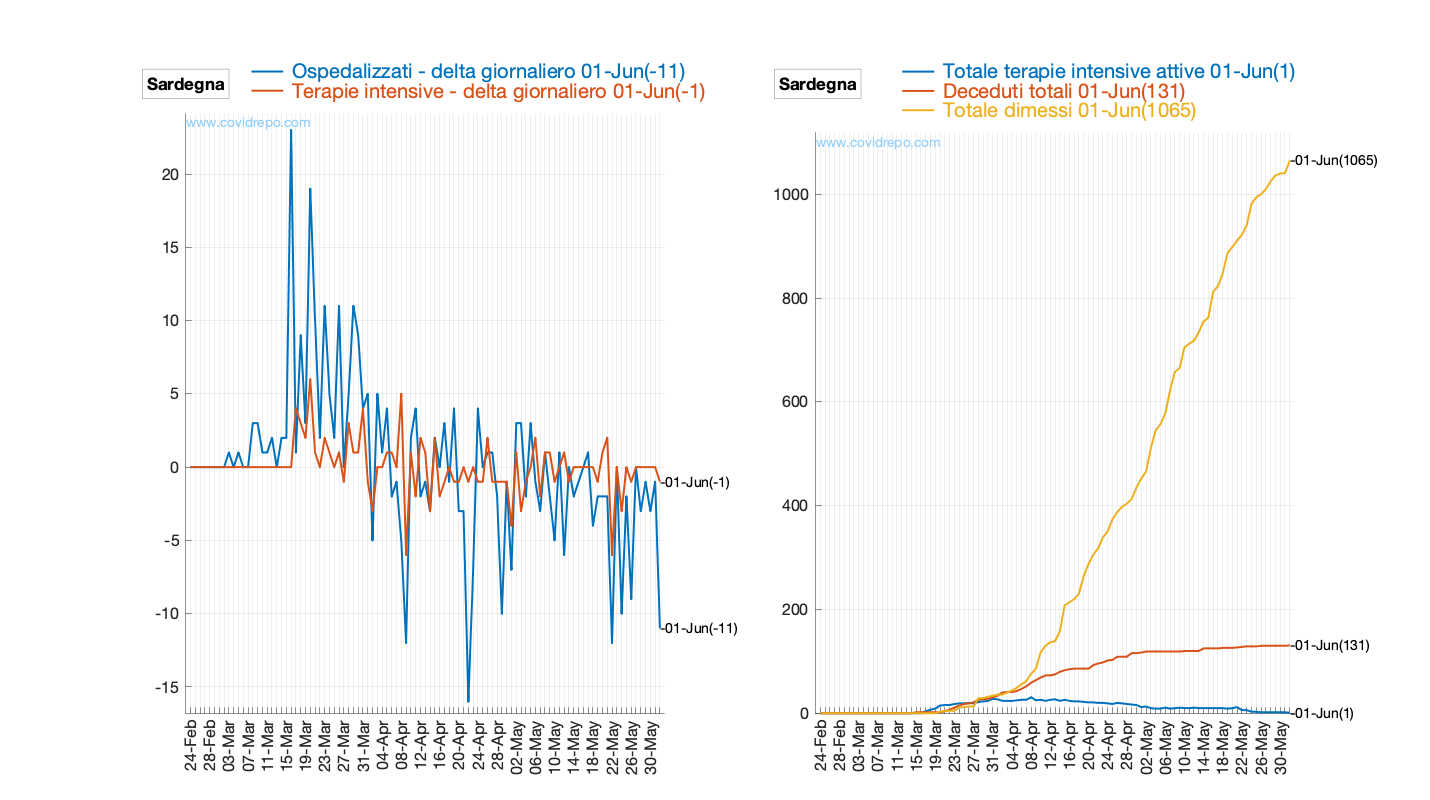 Sardegna
Ospedalizzati - delta giornaliero 01-Jun(-11)
Terapie intensive - delta giornaliero 01-Jun(-1)
www.covidrepo.com
20
15
10
5
0
-5
-10
-15
-01-Jun(-1)
-01-Jun(-11)
24-Feb
28-Feb
03-Mar
07-Mar
11-Mar
15-Mar
19-Mar
23-Mar
27-Mar
31-Mar
04-Apr
08-Apr
12-Apr
16-Apr
20-Apr
24-Apr
28-Apr
02-May
06-May
10-May
14-May
18-May
22-May
26-May
30-May
Sardegna
Totale terapie intensive attive 01-Jun(1)
Deceduti totali 01-Jun(131)
Totale dimessi 01-Jun(1065)
www.covidrepo.com
1000
800
600
400
200
0
-01-Jun(1065)
-01-Jun(131)
-01-Jun(1)
24-Feb
28-Feb
03-Mar
07-Mar
11-Mar
15-Mar
19-Mar
23-Mar
27-Mar
31-Mar
04-Apr
08-Apr
12-Apr
16-Apr
20-Apr
24-Apr
28-Apr
02-May
06-May
10-May
14-May
18-May
22-May
26-May
30-May